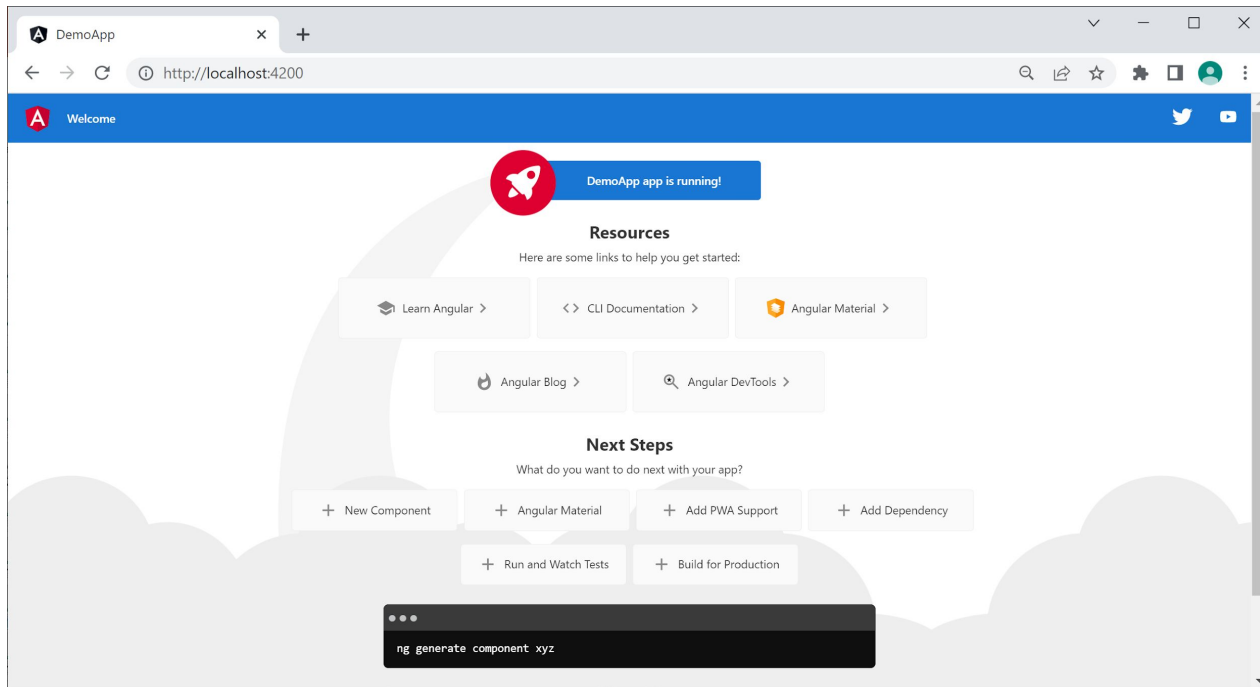 DemoApp
http://localhost:4200
Welcome
DemoApp app is running!
Resources
Here are some links to help you get started:
Learn Angular
CLI Documentation
Angular Material
Angular Blog
Angular DevTools
Next Steps
What do you want to do next with your app?
New Component
Angular Material
Add PWA Support
Add Dependency
Run and Watch Tests
Build for Production
ng generate component xyz